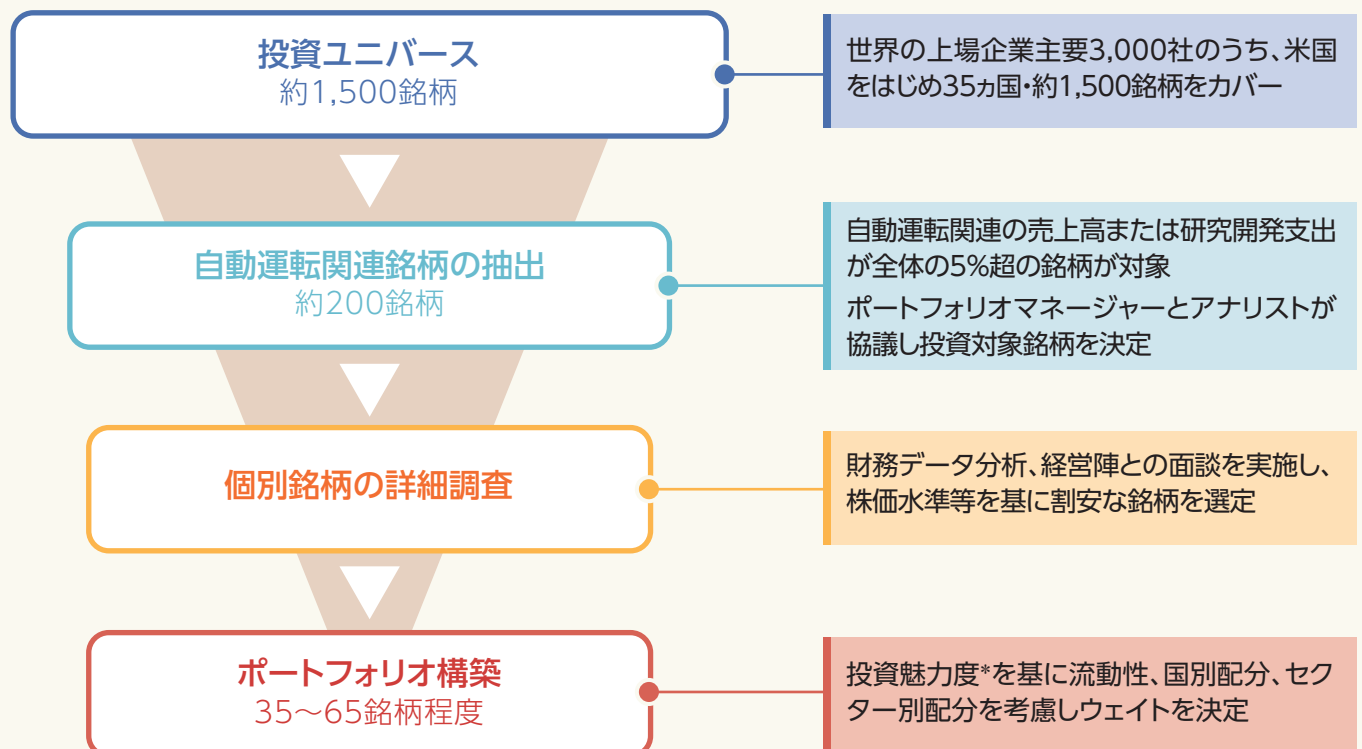 投資ユニバース
約1,500銘柄
世界の上場企業主要3,000社のうち、米国
をはじめ35ヵ国・約1,500銘柄をカバー
自動運転関連銘柄の抽出
約200銘柄
自動運転関連の売上高または研究開発支出
が全体の5%超の銘柄が対象
ポートフォリオマネージャーとアナリストが
協議し投資対象銘柄を決定
個別銘柄の詳細調査
財務データ分析、経営陣との面談を実施し、
株価水準等を基に割安な銘柄を選定
ポートフォリオ構築
35～65銘柄程度
投資魅力度*を基に流動性、国別配分、セク
ター別配分を考慮しウェイトを決定